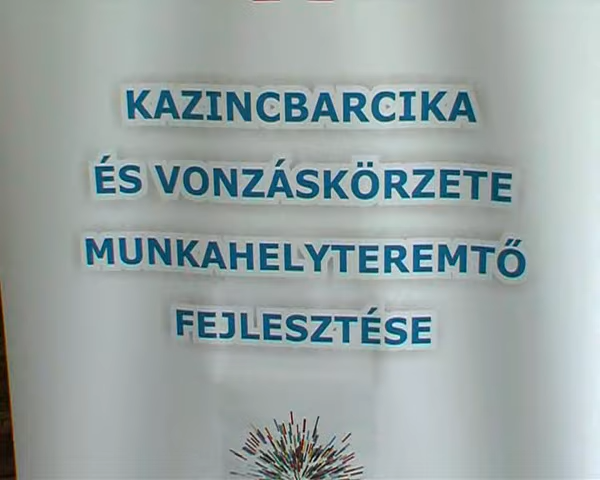 KAZINCBARCIKA
ÉS VONZÁSKÖRZETE
MUNKAHELYTEREMTŐ
FEJLESZTÉSE